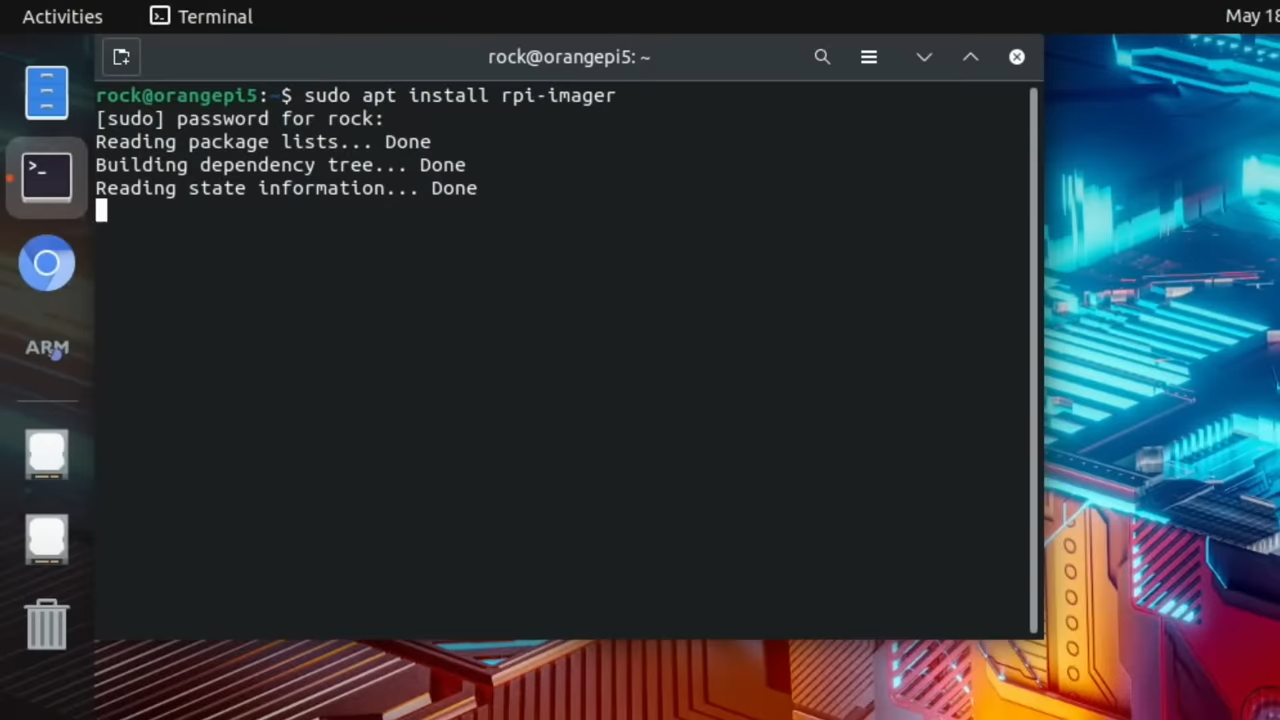 Activities
Terminal
May 18
rock@orangepi5: ~
rock@orangepi5:~$ sudo apt install rpi-imager
[sudo] password for rock:
Reading package lists... Done
Building dependency tree... Done
Reading state information... Done
ARM